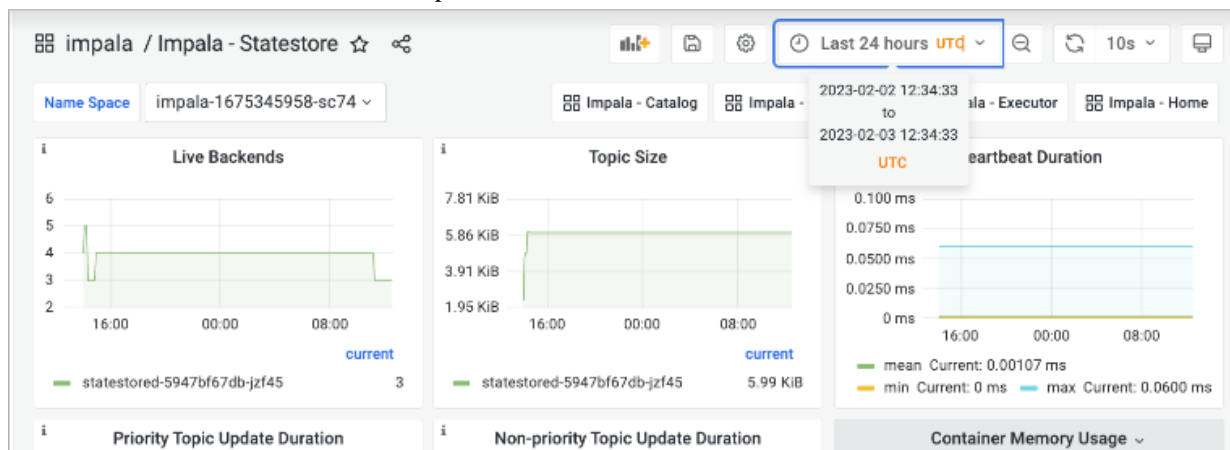 impala / Impala - Statestore
Last 24 hours UTC
10s
Name Space
impala-1675345958-sc74
Impala - Catalog
Impala -
ala - Executor
Impala - Home
2023-02-02 12:34:33
to
2023-02-03 12:34:33
UTC
i
Live Backends
6
5
4
3
2
16:00 00:00 08:00
current
statestored-5947bf67db-jzf45 3
i
Topic Size
7.81 KiB
5.86 KiB
3.91 KiB
1.95 KiB
16:00 00:00 08:00
current
statestored-5947bf67db-jzf45 5.99 KiB
eartbeat Duration
0.100 ms
0.0750 ms
0.0500 ms
0.0250 ms
0 ms
16:00 00:00 08:00
mean Current: 0.00107 ms
min Current: 0 ms max Current: 0.0600 ms
i
Priority Topic Update Duration
i
Non-priority Topic Update Duration
Container Memory Usage